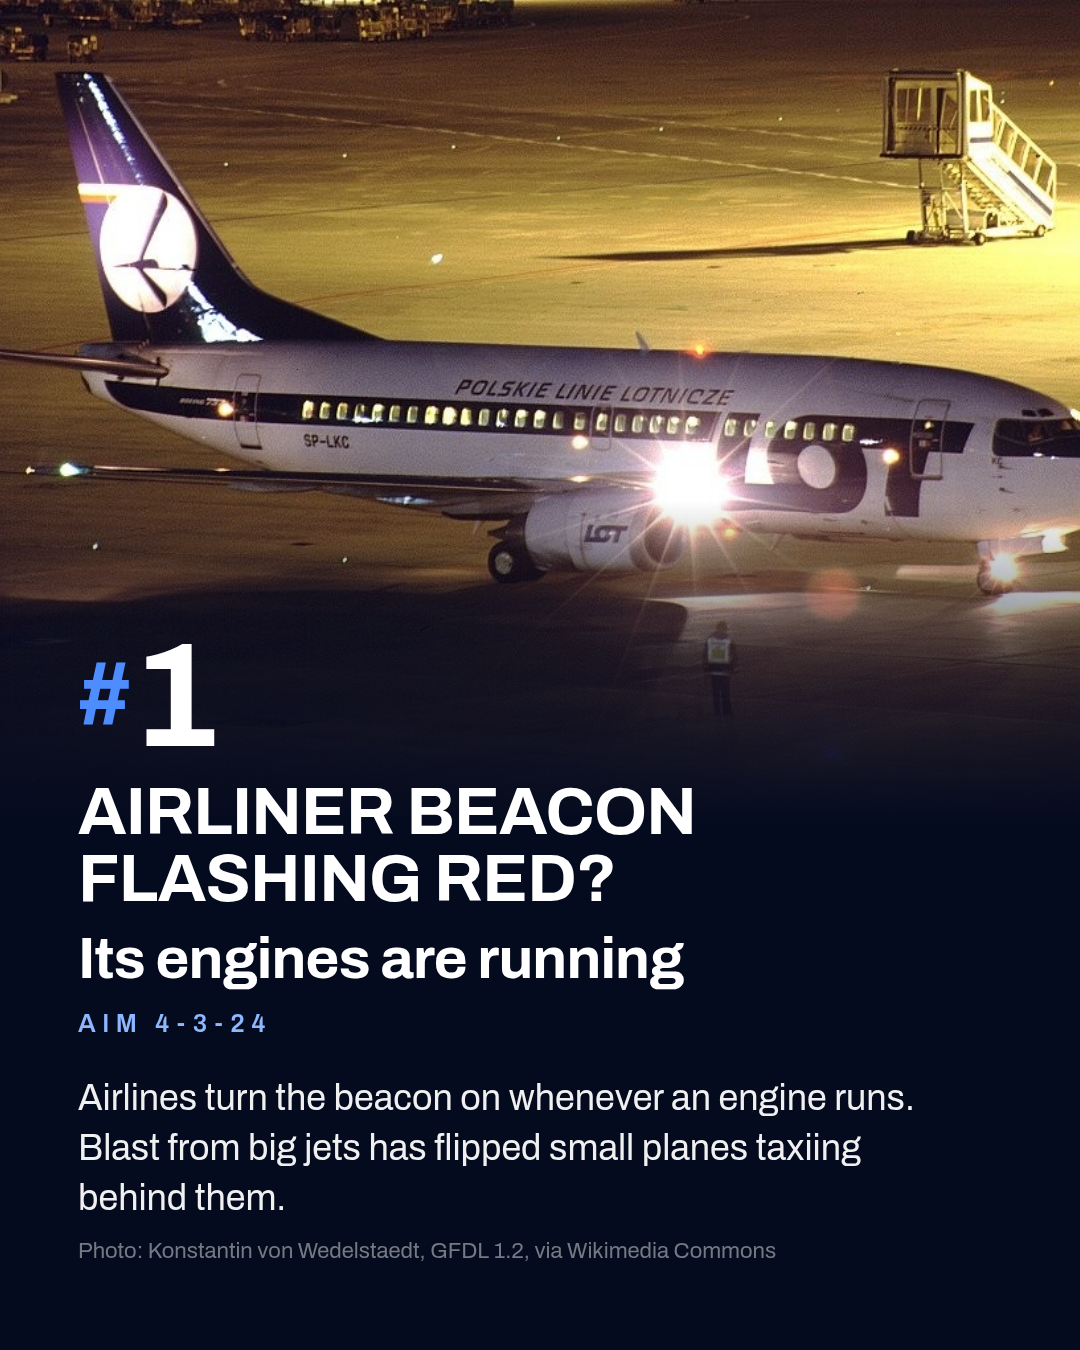 POLSKIE LINIE LOTNICZE
LOT
SP-LKC
LOT
#1
AIRLINER BEACON
FLASHING RED?
Its engines are running
AIM 4-3-24
Airlines turn the beacon on whenever an engine runs.
Blast from big jets has flipped small planes taxiing
behind them.
Photo: Konstantin von Wedelstaedt, GFDL 1.2, via Wikimedia Commons